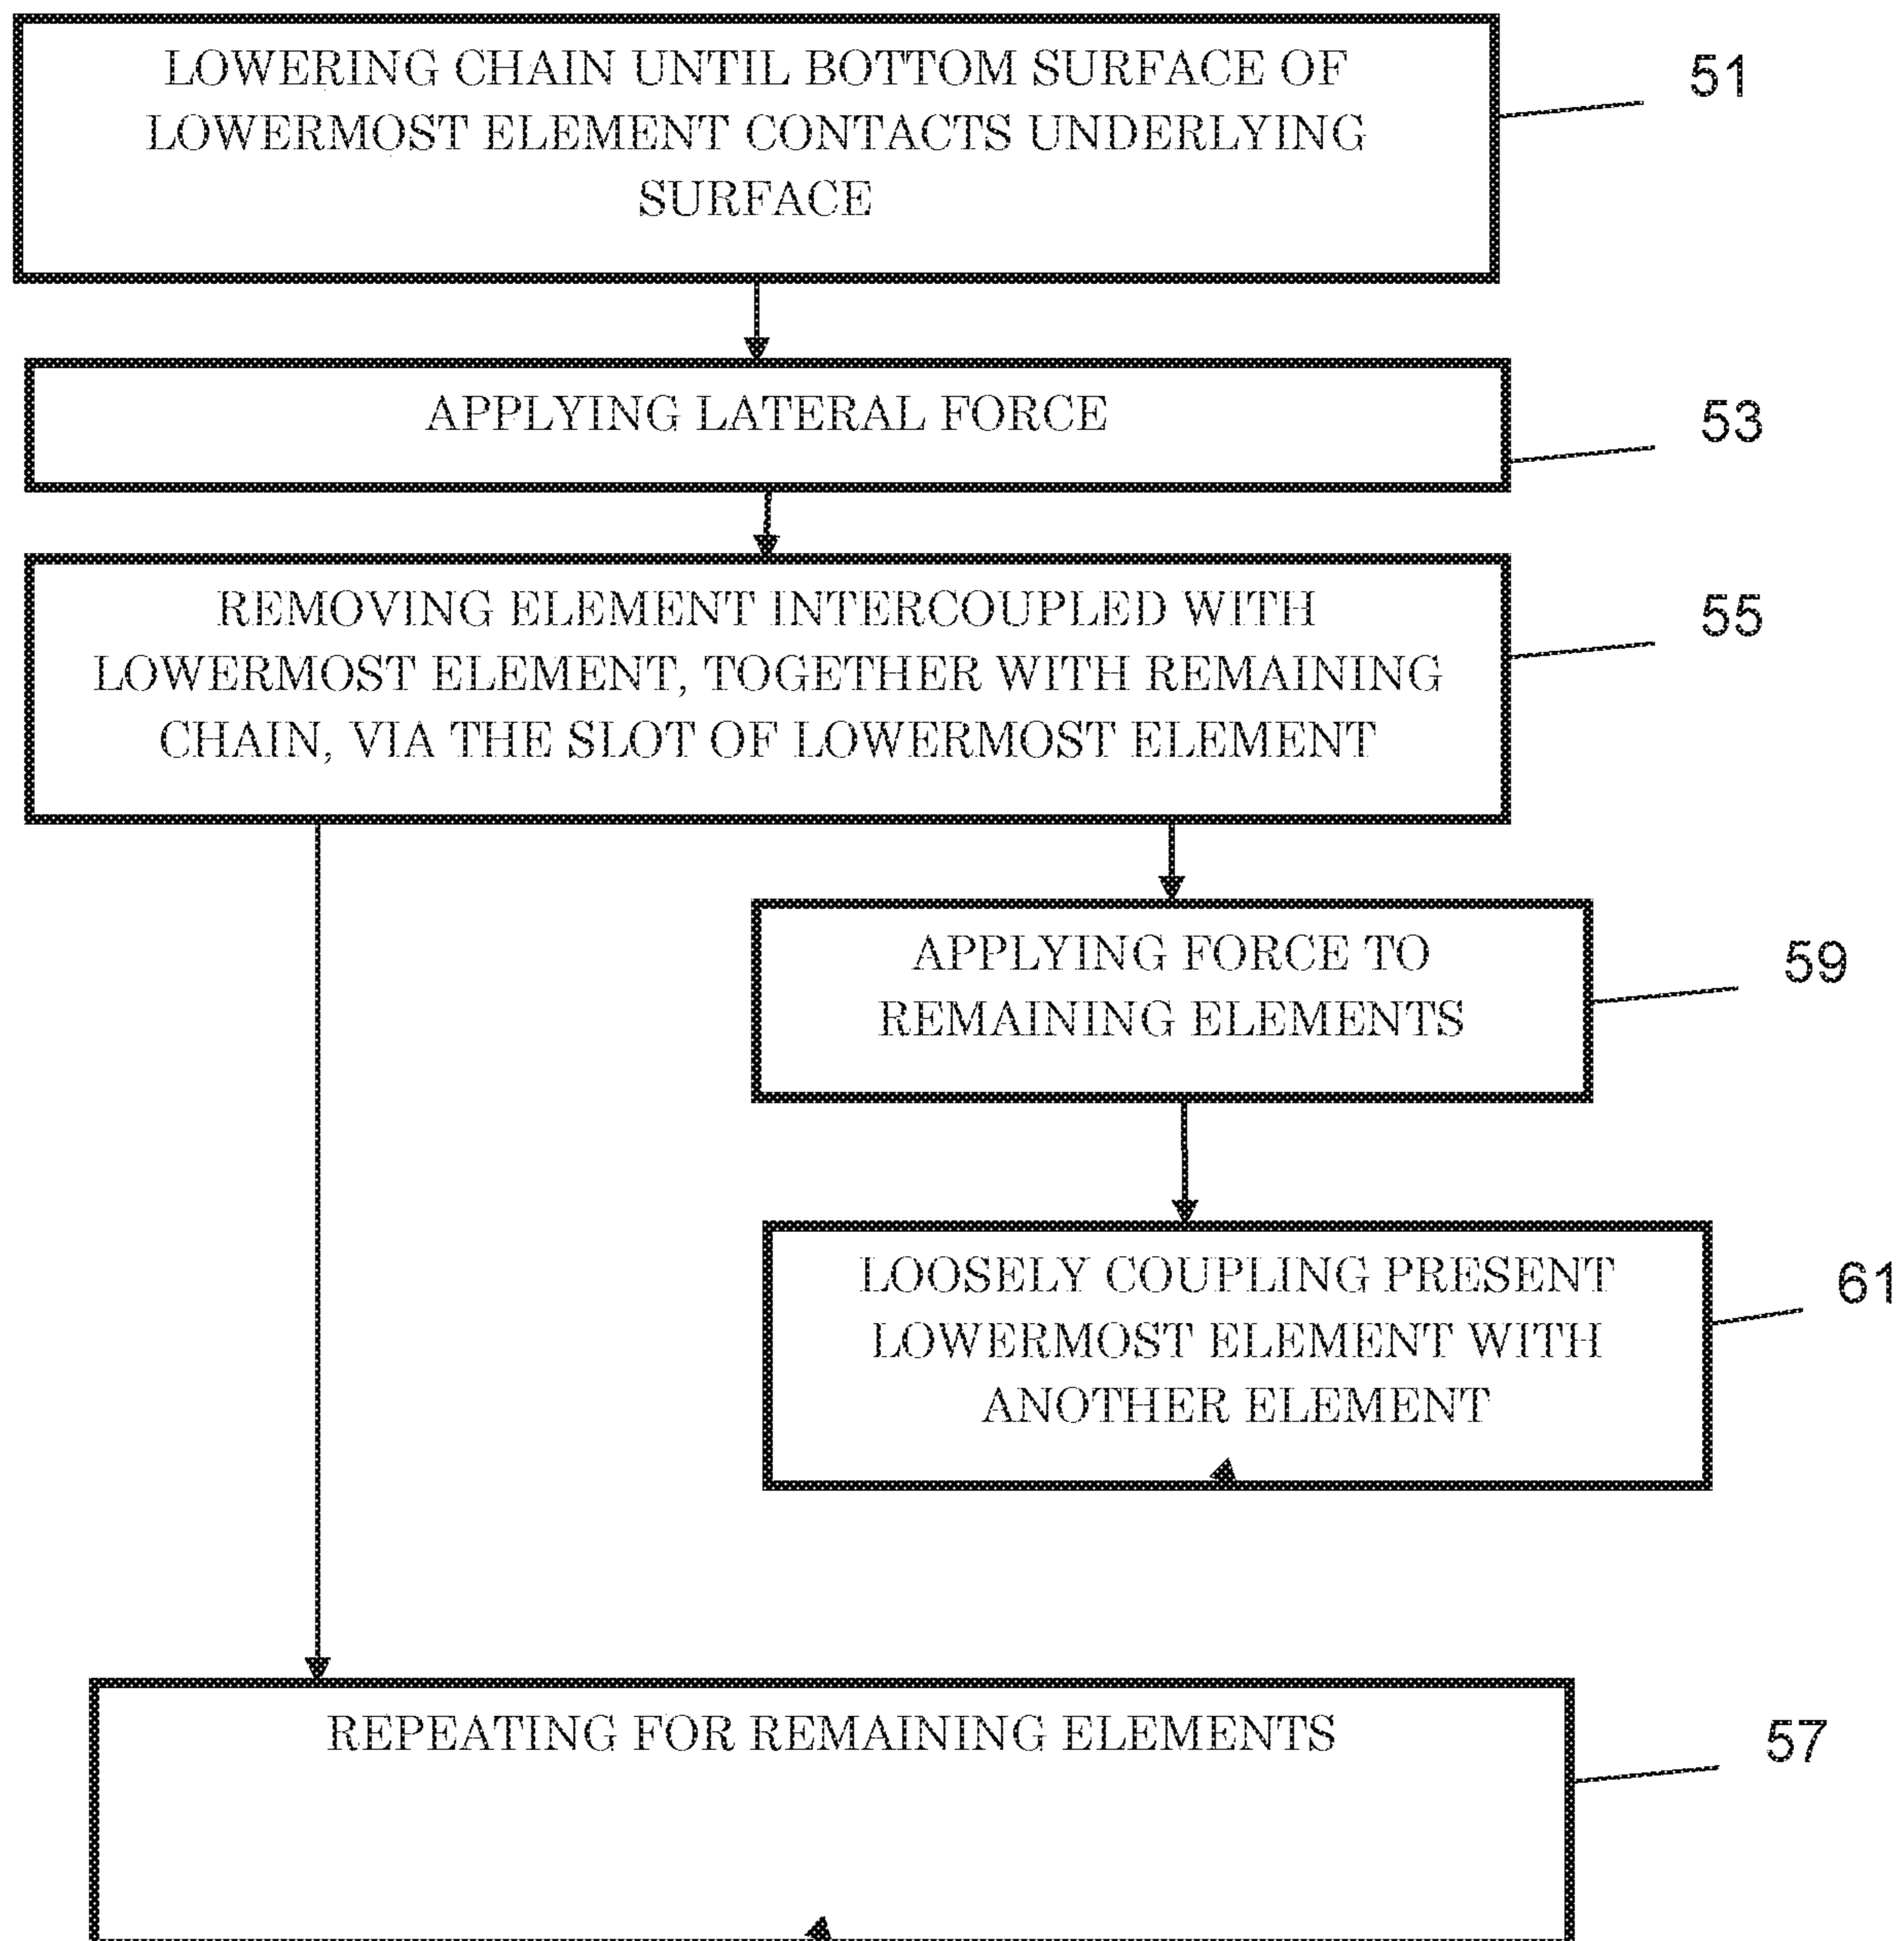 LOWERING CHAIN UNTIL BOTTOM SURFACE OF
LOWERMOST ELEMENT CONTACTS UNDERLYING
SURFACE
51
APPLYING LATERAL FORCE
53
REMOVING ELEMENT INTERCOUPLED WITH
LOWERMOST ELEMENT, TOGETHER WITH REMAINING
CHAIN, VIA THE SLOT OF LOWERMOST ELEMENT
55
APPLYING FORCE TO
REMAINING ELEMENTS
59
LOOSELY COUPLING PRESENT
LOWERMOST ELEMENT WITH
ANOTHER ELEMENT
61
REPEATING FOR REMAINING ELEMENTS
57